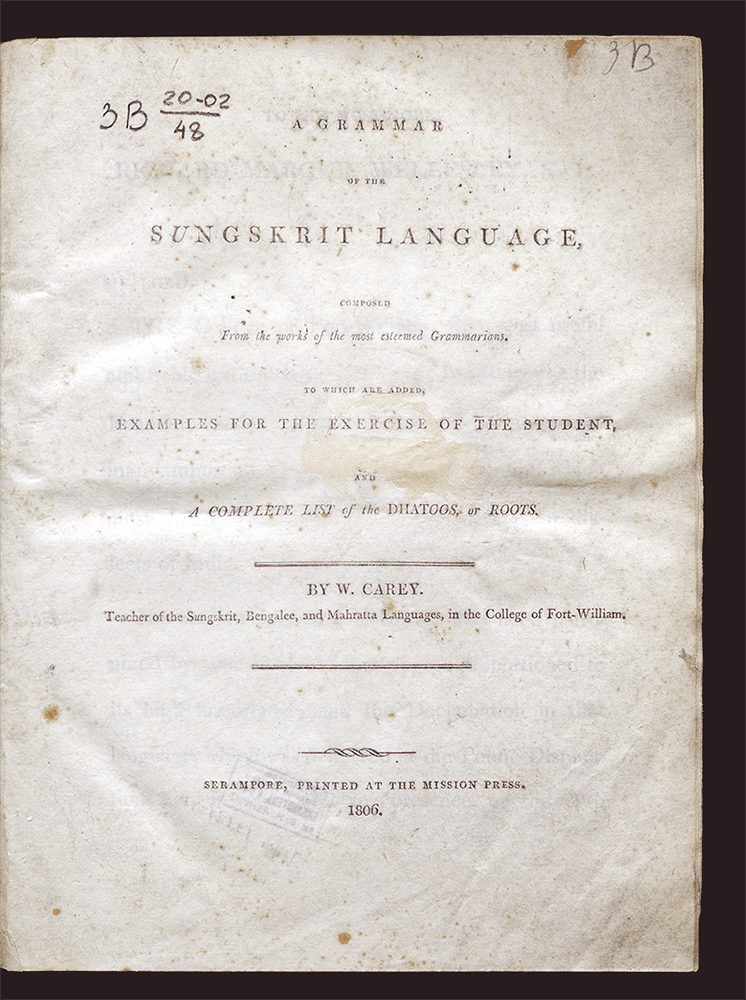 3B
3B 20-02
48
A GRAMMAR
OF THE
SUNGSKRIT LANGUAGE,
COMPOSED
From the works of the most esteemed Grammarians.
TO WHICH ARE ADDED,
EXAMPLES FOR THE EXERCISE OF THE STUDENT,
AND
A COMPLETE LIST of the DHATOOS, or ROOTS.
BY W. CAREY.
Teacher of the Sungskrit, Bengalee, and Mahratta Languages, in the College of Fort-William.
SERAMPORE, PRINTED AT THE MISSION PRESS.
1806.